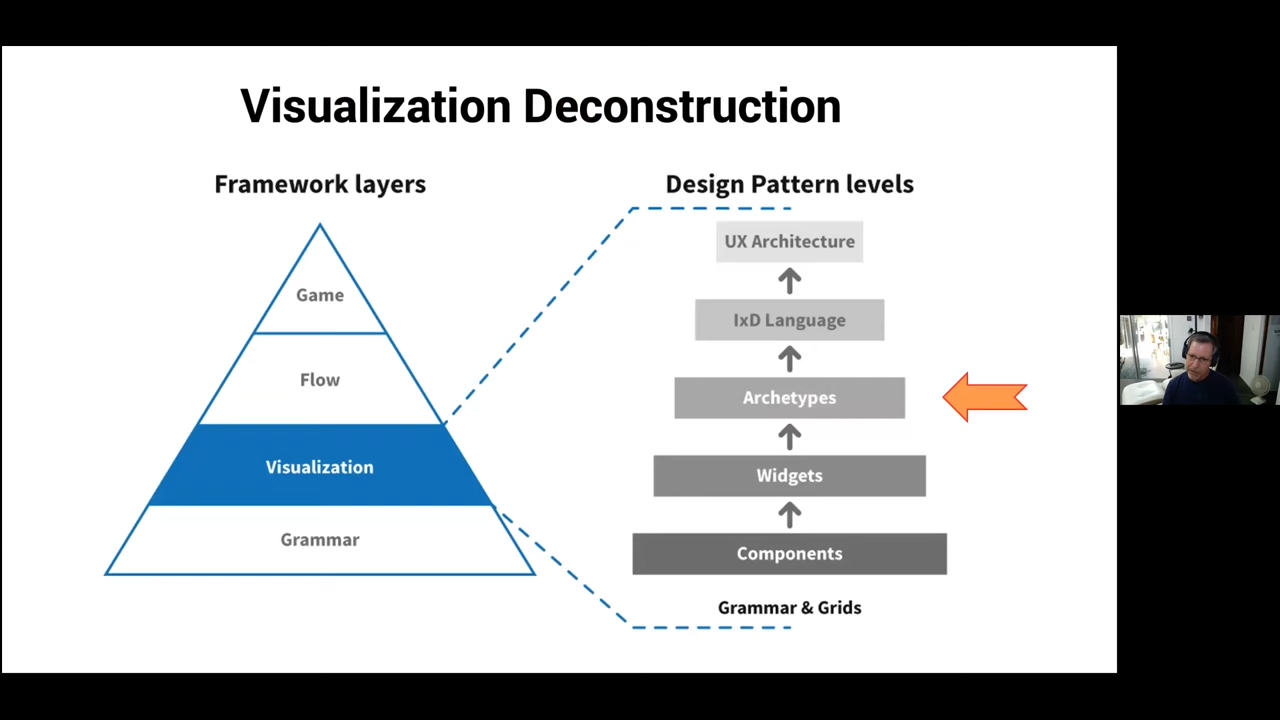 Visualization Deconstruction
Framework layers
Game
Flow
Visualization
Grammar
Design Pattern levels
UX Architecture
IxD Language
Archetypes
Widgets
Components
Grammar & Grids